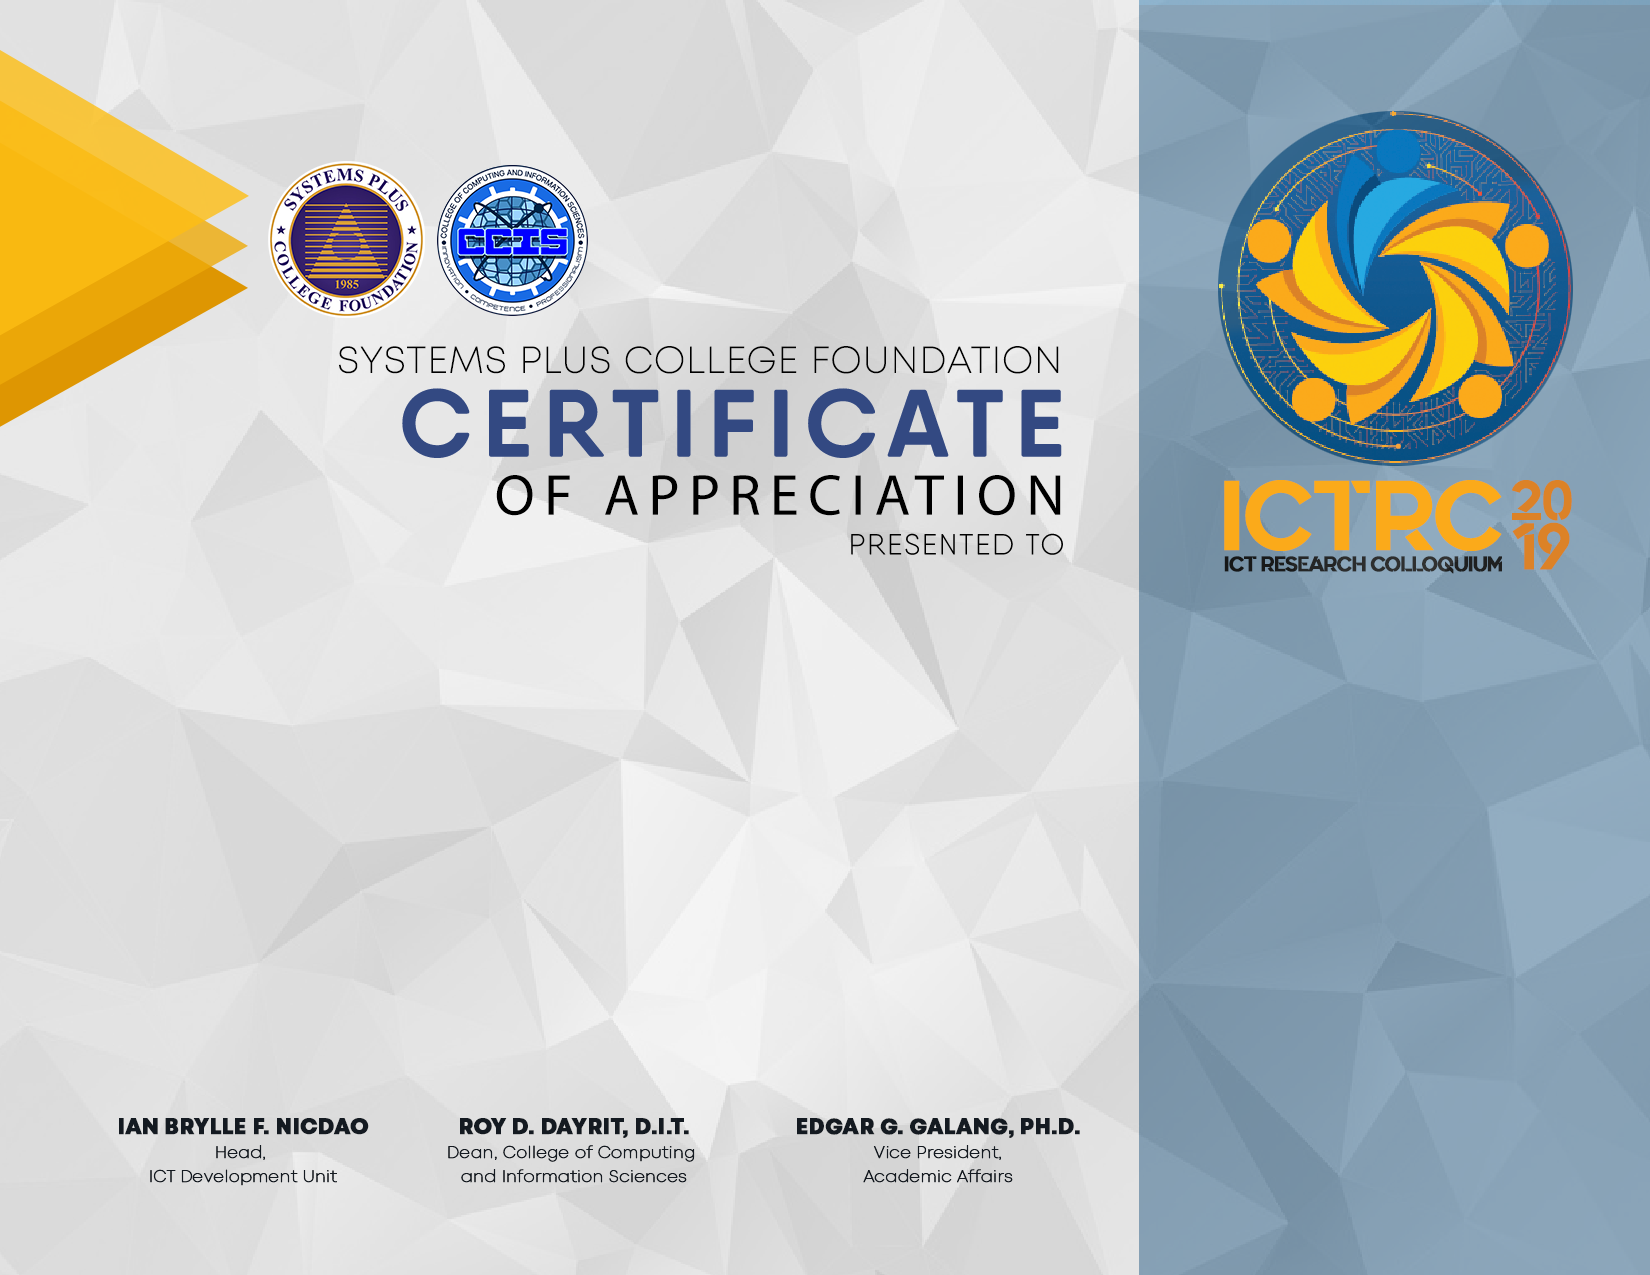 SYSTEMS PLUS
COLLEGE FOUNDATION
1985
COLLEGE OF COMPUTING AND INFORMATION SCIENCES
CCIS
INNOVATION • COMPETENCE • PROFESSIONALISM
SYSTEMS PLUS COLLEGE FOUNDATION
CERTIFICATE
OF APPRECIATION
PRESENTED TO
ICTRC 2019
ICT RESEARCH COLLOQUIUM
IAN BRYLLE F. NICDAO
Head,
ICT Development Unit
ROY D. DAYRIT, D.I.T.
Dean, College of Computing
and Information Sciences
EDGAR G. GALANG, PH.D.
Vice President,
Academic Affairs